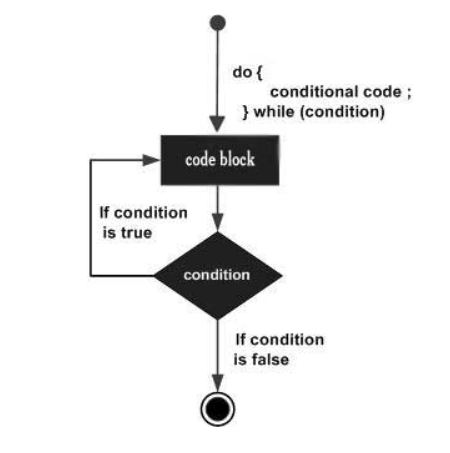 do {
conditional code ;
} while (condition)
code block
If condition
is true
condition
If condition
is false